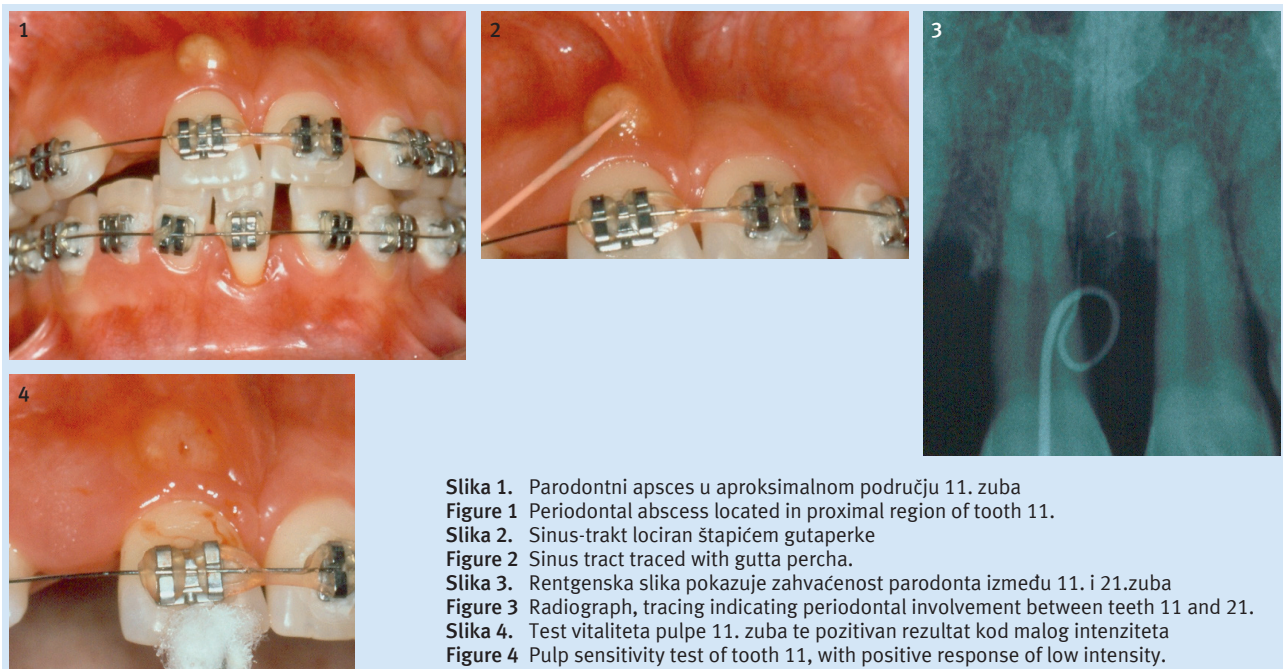 1
2
3
4
Slika 1. Parodontni apsces u aproksimalnom području 11. zuba
Figure 1 Periodontal abscess located in proximal region of tooth 11.
Slika 2. Sinus-trakt lociran štapićem gutaperke
Figure 2 Sinus tract traced with gutta percha.
Slika 3. Rentgenska slika pokazuje zahvaćenost parodonta između 11. i 21.zuba
Figure 3 Radiograph, tracing indicating periodontal involvement between teeth 11 and 21.
Slika 4. Test vitaliteta pulpe 11. zuba te pozitivan rezultat kod malog intenziteta
Figure 4 Pulp sensitivity test of tooth 11, with positive response of low intensity.